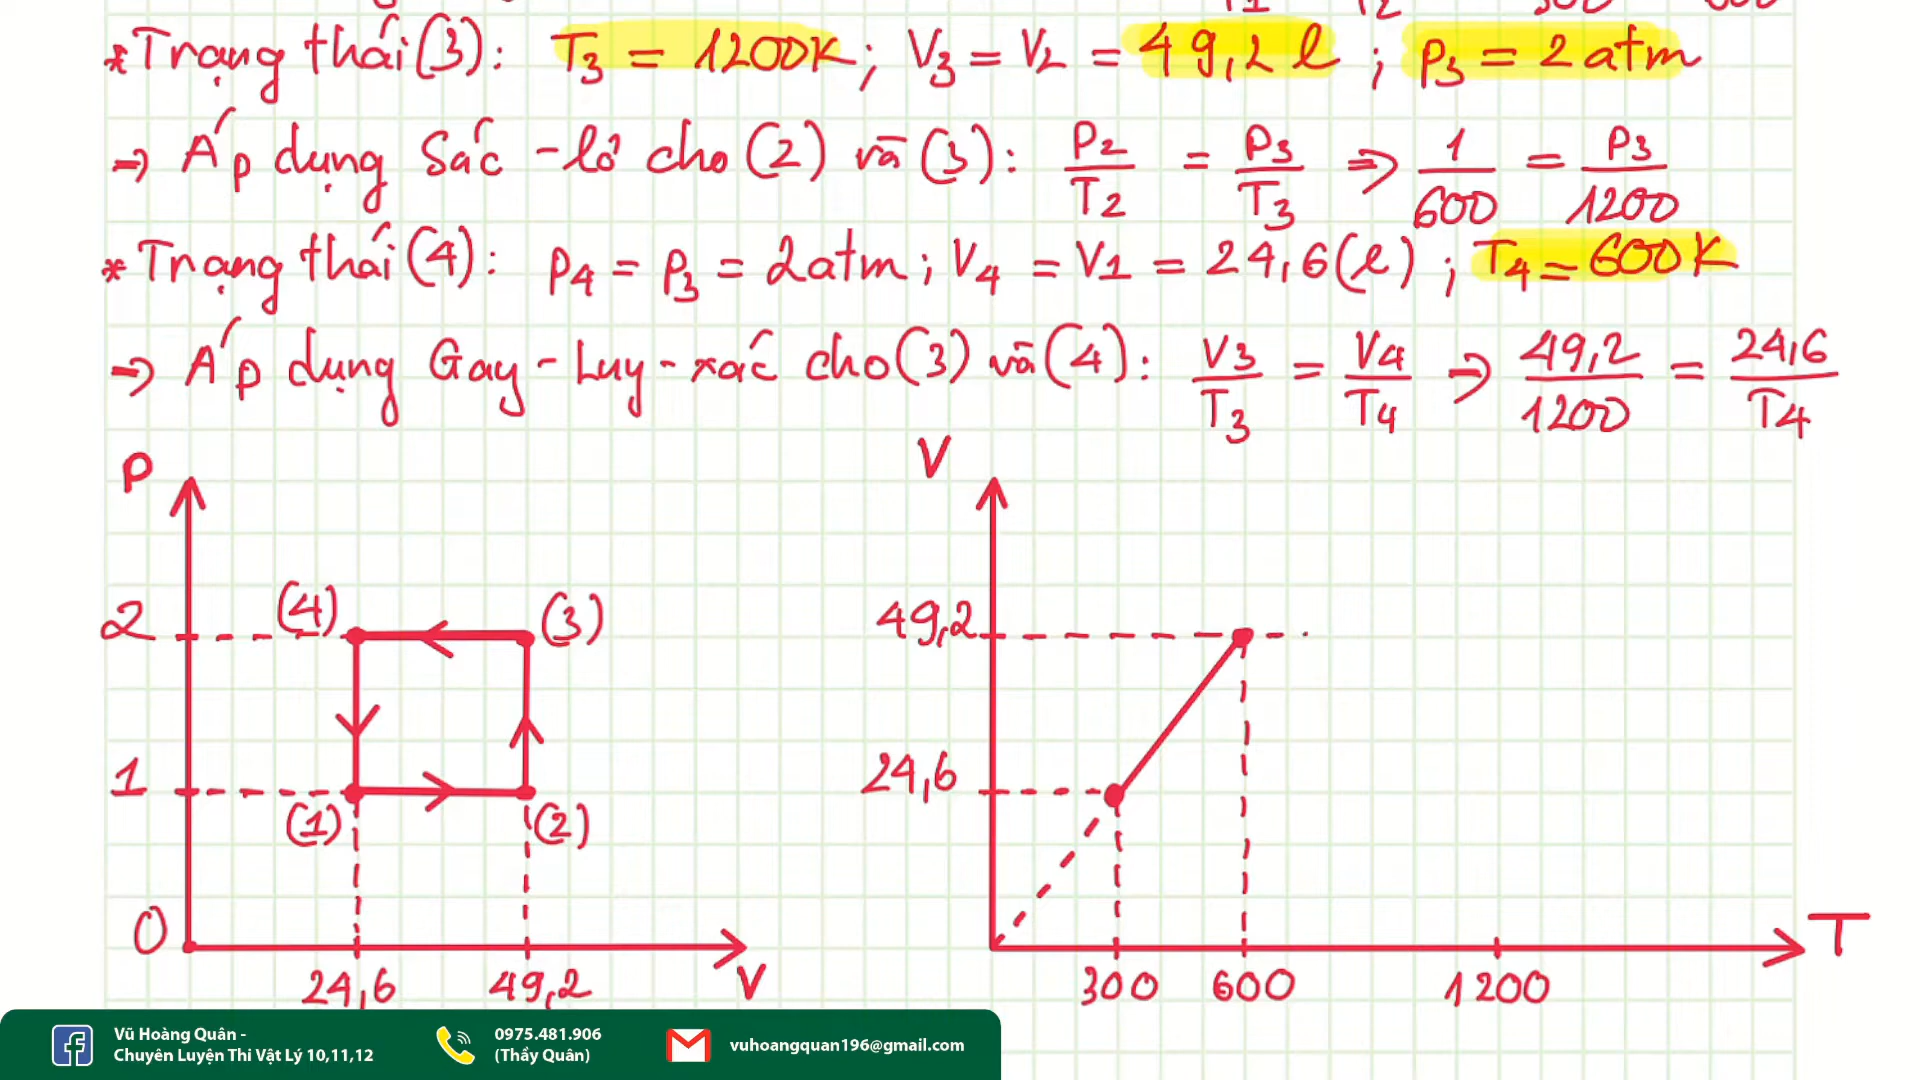 *Trạng thái (3): T3 = 1200K; V3 = V2 = 49,2 l ; P3 = 2 atm
=> Áp dụng Sác-lơ cho (2) và (3): P2/T2 = P3/T3 => 1/600 = P3/1200
*Trạng thái (4): P4 = P3 = 2atm; V4 = V1 = 24,6(l) ; T4 = 600K
=> Áp dụng Gay-Luy-xác cho (3) và (4): V3/T3 = V4/T4 => 49,2/1200 = 24,6/T4
P
2
(4)
(3)
1
(1)
(2)
0
24,6
49,2
V
V
49,2
24,6
300
600
1200
T
Vũ Hoàng Quân -
Chuyên Luyện Thi Vật Lý 10,11,12
0975.481.906
(Thầy Quân)
vuhoangquan196@gmail.com